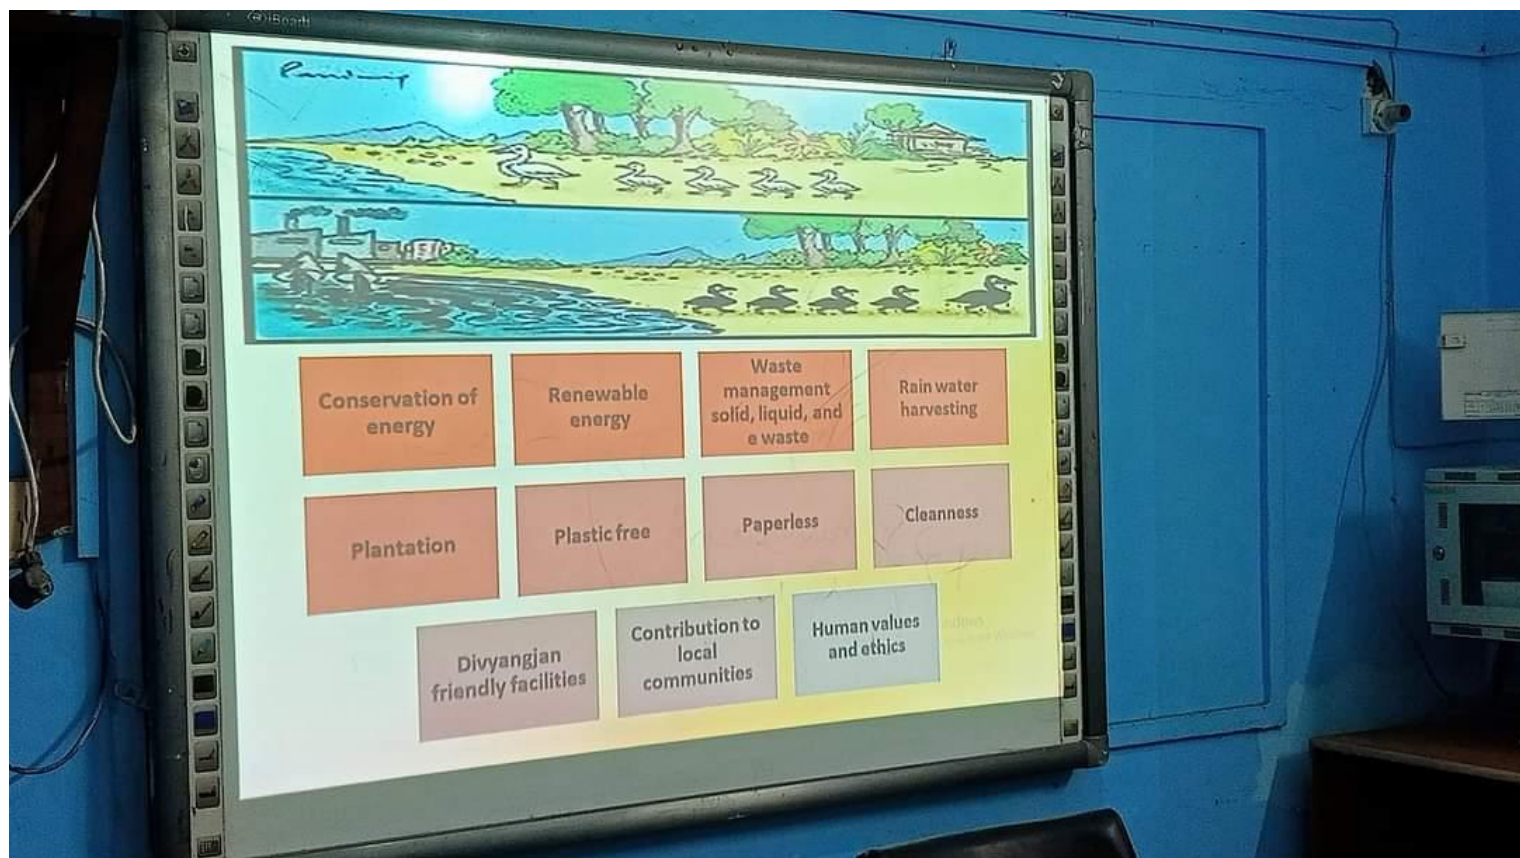 iBoard
Conservation of
energy
Renewable
energy
Waste
management
solid, liquid, and
e waste
Rain water
harvesting
Plantation
Plastic free
Paperless
Cleanness
Divyangjan
friendly facilities
Contribution to
local
communities
Human values
and ethics